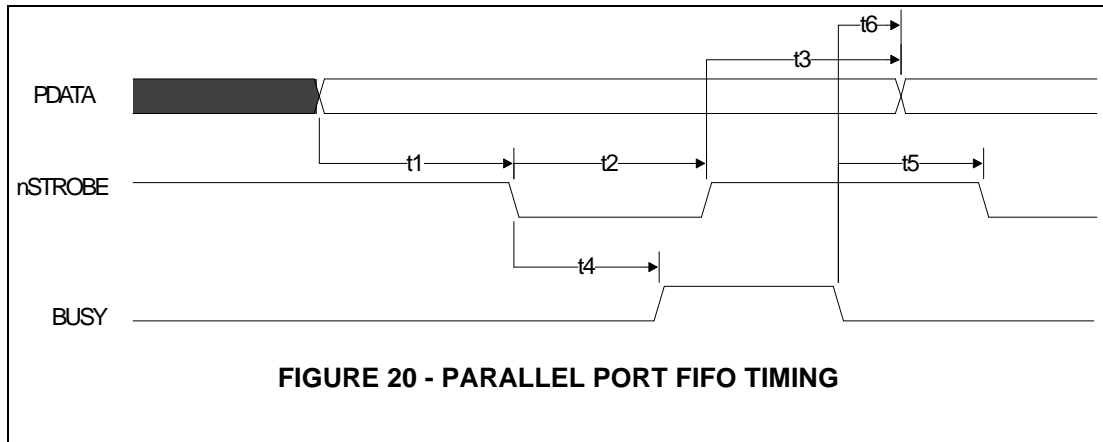 t6
t3
PDATA
t1
t2
t5
nSTROBE
t4
BUSY
FIGURE 20 - PARALLEL PORT FIFO TIMING